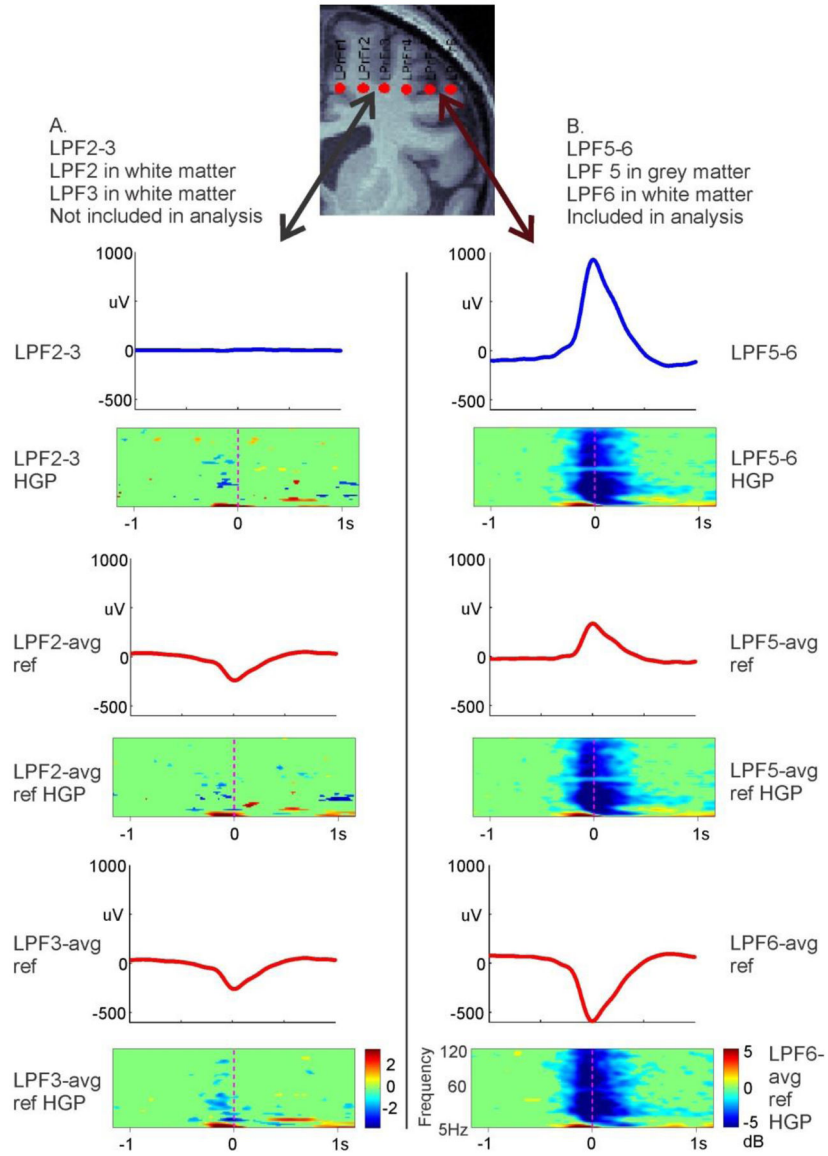 LPrFr1
LPrFr2
LPrFr3
LPrFr4
A.
LPF2-3
LPF2 in white matter
LPF3 in white matter
Not included in analysis
B.
LPF5-6
LPF 5 in grey matter
LPF6 in white matter
Included in analysis
1000
uV
0
-500
LPF2-3
1000
uV
0
-500
LPF5-6
LPF2-3
HGP
-1 0 1s
LPF5-6
HGP
-1 0 1s
1000
uV
0
-500
LPF2-avg
ref
1000
uV
0
-500
LPF5-avg
ref
LPF2-avg
ref HGP
-1 0 1s
LPF5-avg
ref HGP
-1 0 1s
1000
uV
0
-500
LPF3-avg
ref
1000
uV
0
-500
LPF6-avg
ref
LPF3-avg
ref HGP
-1 0 1s
2
0
-2
Frequency
120
60
5Hz
-1 0 1s
5
0
-5
dB
LPF6-
avg
ref
HGP